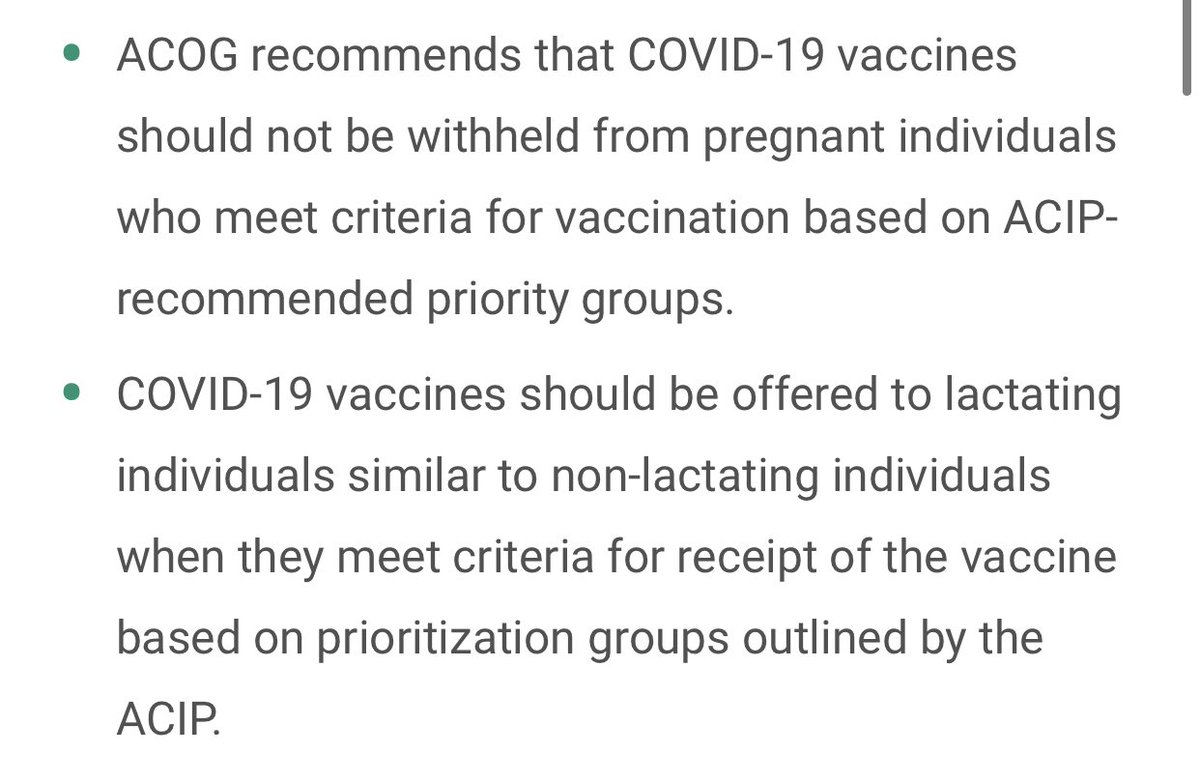 • ACOG recommends that COVID-19 vaccines
should not be withheld from pregnant individuals
who meet criteria for vaccination based on ACIP-
recommended priority groups.
• COVID-19 vaccines should be offered to lactating
individuals similar to non-lactating individuals
when they meet criteria for receipt of the vaccine
based on prioritization groups outlined by the
ACIP.